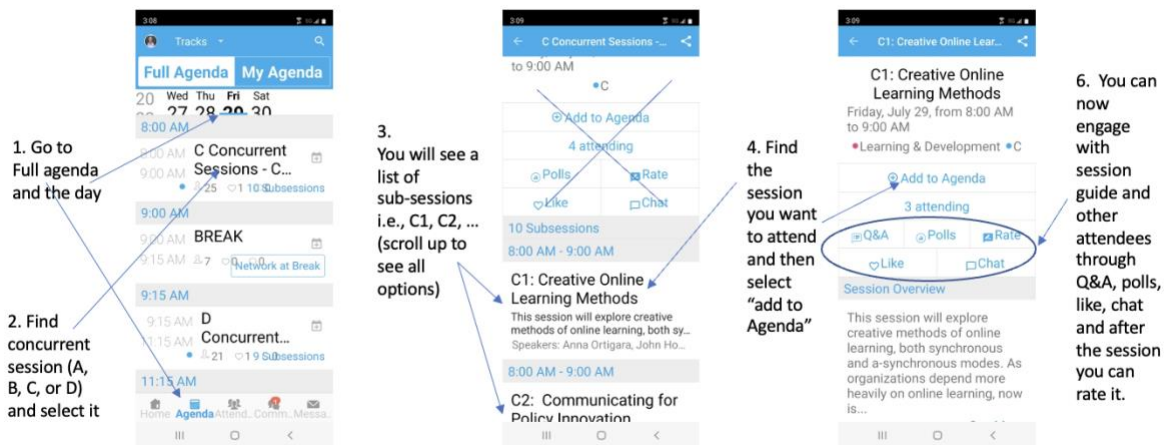 1. Go to
Full agenda
and the day
2. Find
concurrent
session (A,
B, C, or D)
and select it
3:08
Tracks
Full Agenda My Agenda
Wed Thu Fri Sat
20 27 28 29 30
8:00 AM
8:00 AM C Concurrent
9:00 AM Sessions - C...
25 1 10 Subsessions
9:00 AM
9:00 AM BREAK
9:15 AM 7 0 0
Network at Break
9:15 AM
9:15 AM D
11:15 AM Concurrent...
21 1 9 Subsessions
11:15 AM
Home Agenda Attend.. Comm.. Messa..
3.
You will see a
list of
sub-sessions
i.e., C1, C2, ...
(scroll up to
see all
options)
3:09
C Concurrent Sessions -...
to 9:00 AM
C
Add to Agenda
4 attending
Polls Rate
Like Chat
10 Subsessions
8:00 AM - 9:00 AM
C1: Creative Online
Learning Methods
This session will explore creative
methods of online learning, both sy...
Speakers: Anna Ortigara, John Ho...
8:00 AM - 9:00 AM
C2: Communicating for
Policy Innovation
4. Find
the
session
you want
to attend
and then
select
“add to
Agenda”
3:09
C1: Creative Online Lear...
C1: Creative Online
Learning Methods
Friday, July 29, from 8:00 AM
to 9:00 AM
Learning & Development C
Add to Agenda
3 attending
Q&A Polls Rate
Like Chat
Session Overview
This session will explore
creative methods of online
learning, both synchronous
and a-synchronous modes. As
organizations depend more
heavily on online learning, now
is...
6. You can
now
engage
with
session
guide and
other
attendees
through
Q&A, polls,
like, chat
and after
the session
you can
rate it.